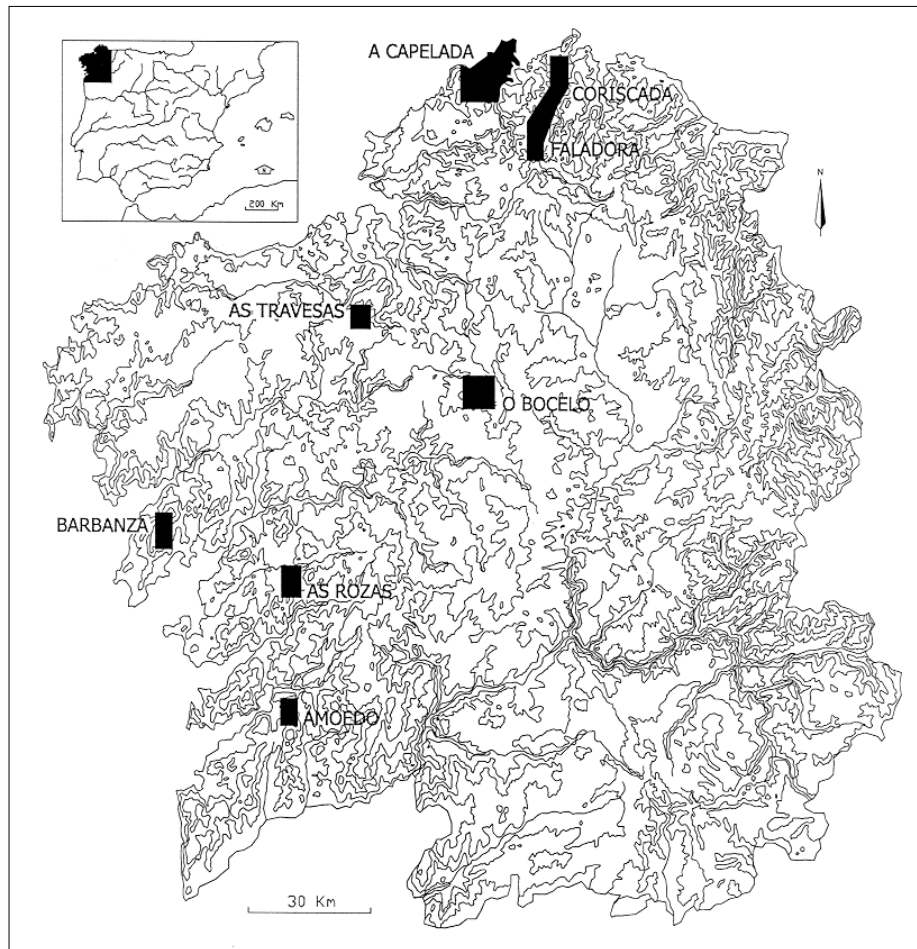 A CAPELADA
CORISCADA
FALADORA
200 Km
N
AS TRAVESAS
O BOCELO
BARBANZA
AS ROZAS
AMOEDO
30 Km